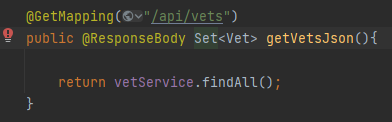 @GetMapping("/api/vets")
public @ResponseBody Set<Vet> getVetsJson(){
return vetService.findAll();
}